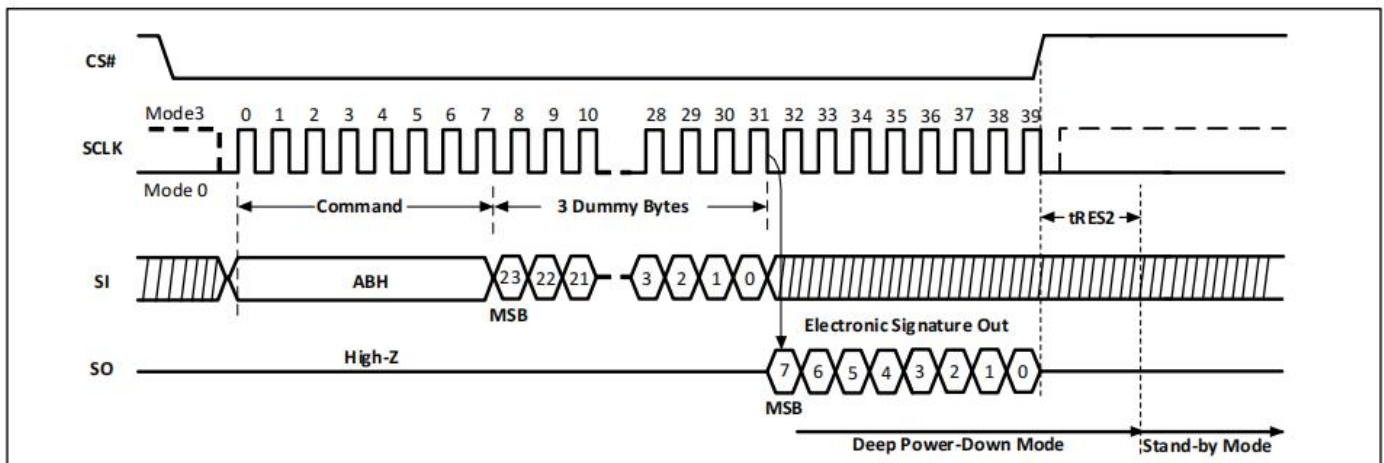 CS#
Mode3
0 1 2 3 4 5 6 7 8 9 10 28 29 30 31 32 33 34 35 36 37 38 39
SCLK
Mode 0
Command
3 Dummy Bytes
tRES2
SI
ABH
23 22 21 3 2 1 0
MSB
Electronic Signature Out
High-Z
SO
7 6 5 4 3 2 1 0
MSB
Deep Power-Down Mode
Stand-by Mode